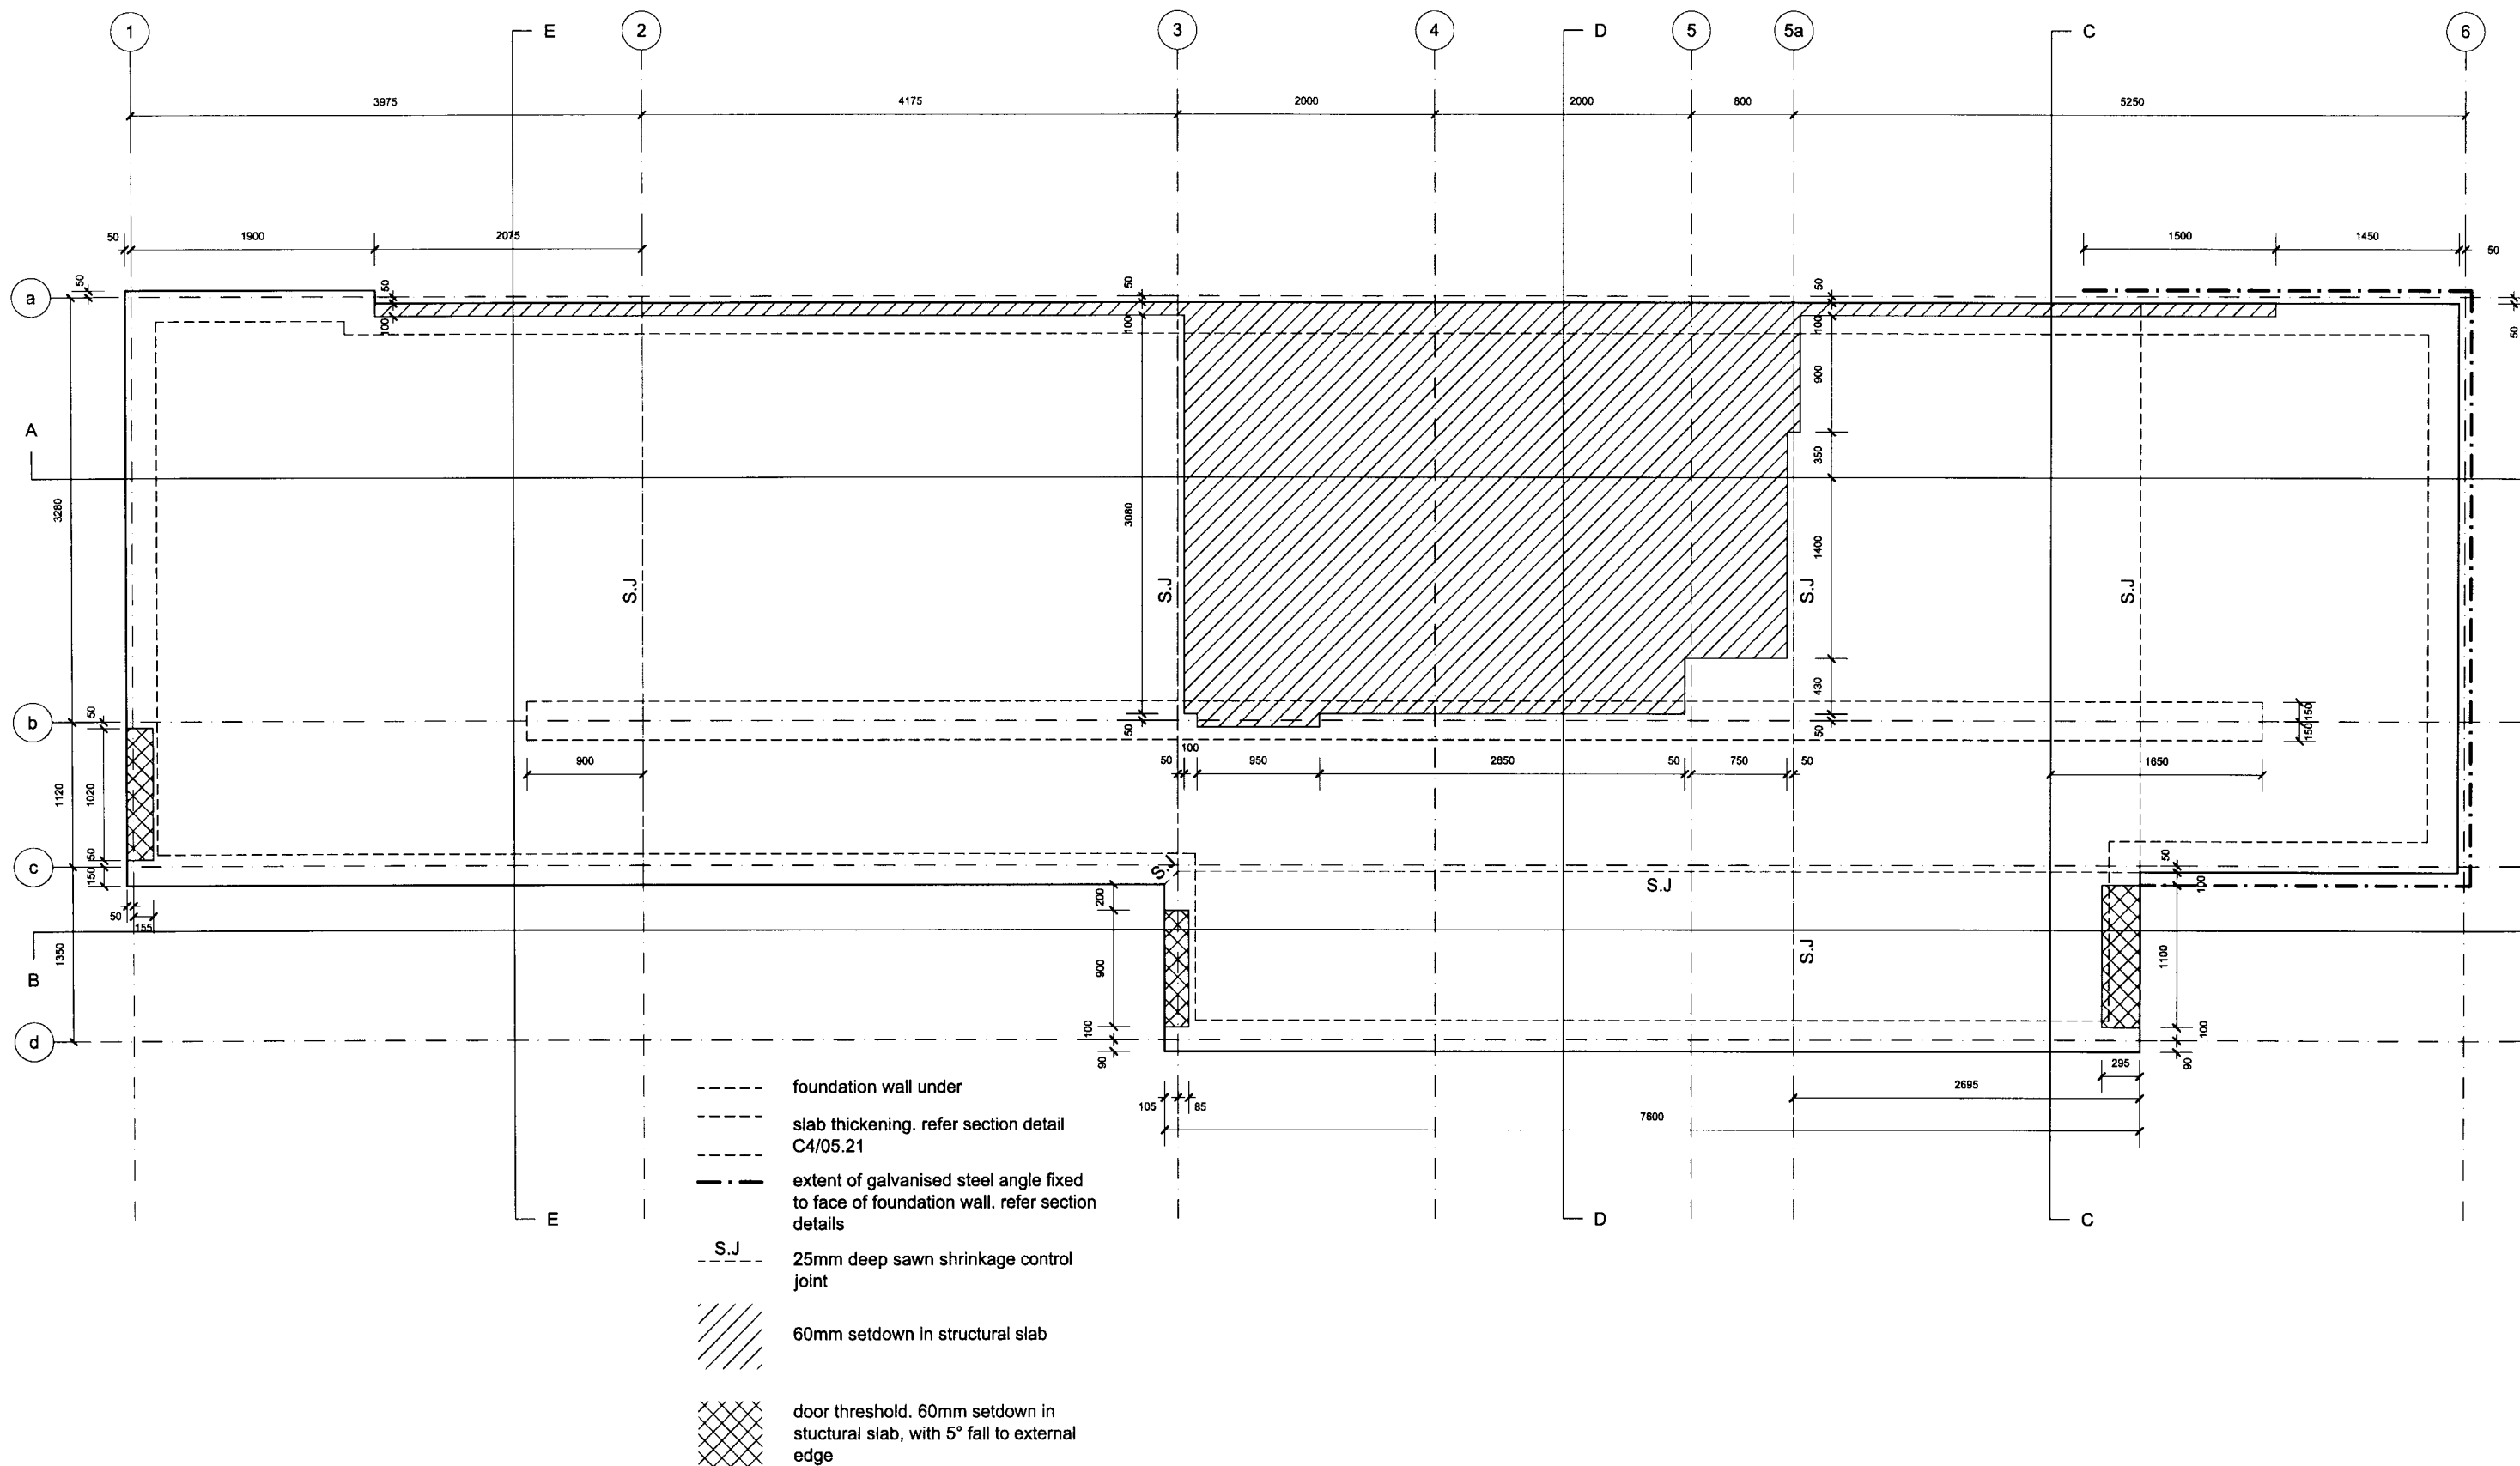 1
E
2
3
4
D
5
5a
C
6
3975
4175
2000
2000
800
5250
50
1900
2075
1500
1450
50
a
50
50
50
50
50
100
100
100
A
900
350
3280
3080
1400
S.J
S.J
S.J
S.J
430
b
50
50
50
150
150
100
900
50
950
2850
50
750
50
1650
1120
1020
c
50
150
S.J
S.J
50
100
50
155
200
B
1350
900
S.J
1100
d
100
90
100
90
105
85
295
2695
7600
E
D
C
foundation wall under
slab thickening. refer section detail
C4/05.21
extent of galvanised steel angle fixed
to face of foundation wall. refer section
details
S.J
25mm deep sawn shrinkage control
joint
60mm setdown in structural slab
door threshold. 60mm setdown in
stuctural slab, with 5° fall to external
edge